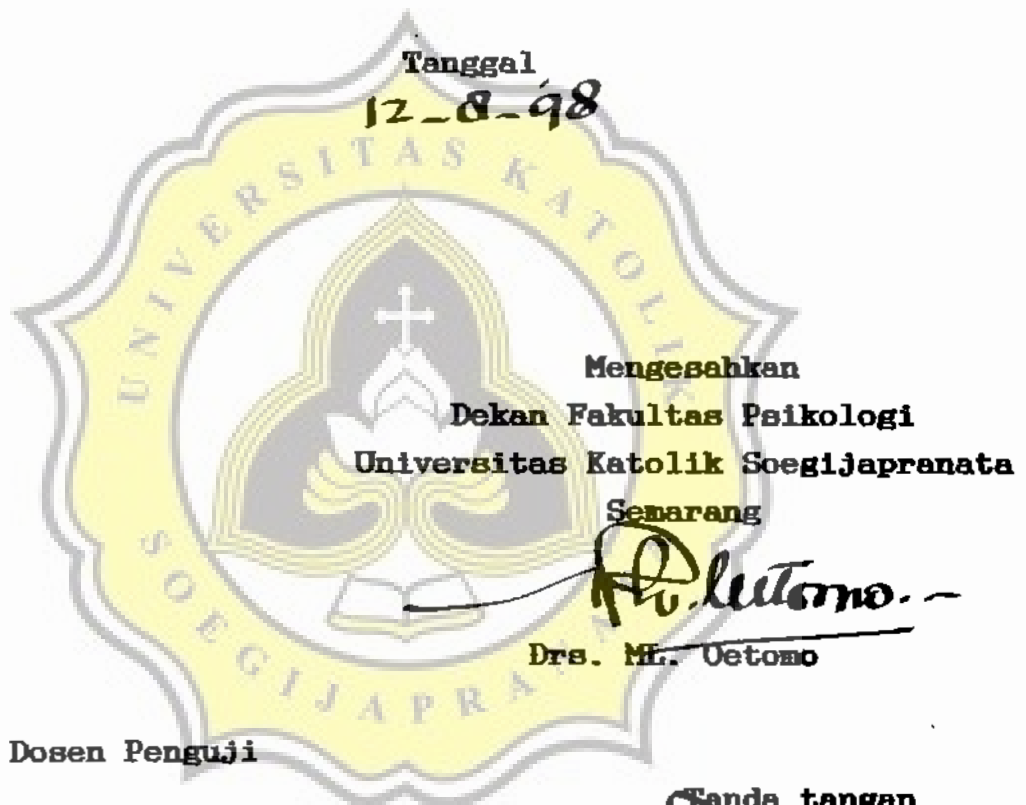 Tanggal
12-8-98
UNIVERSITAS KATOLIK
SOEGIJAPRANATA
Mengesahkan
Dekan Fakultas Psikologi
Universitas Katolik Soegijapranata
Semarang
Drs. ML. Oetomo
Dosen Penguji
Tanda tangan